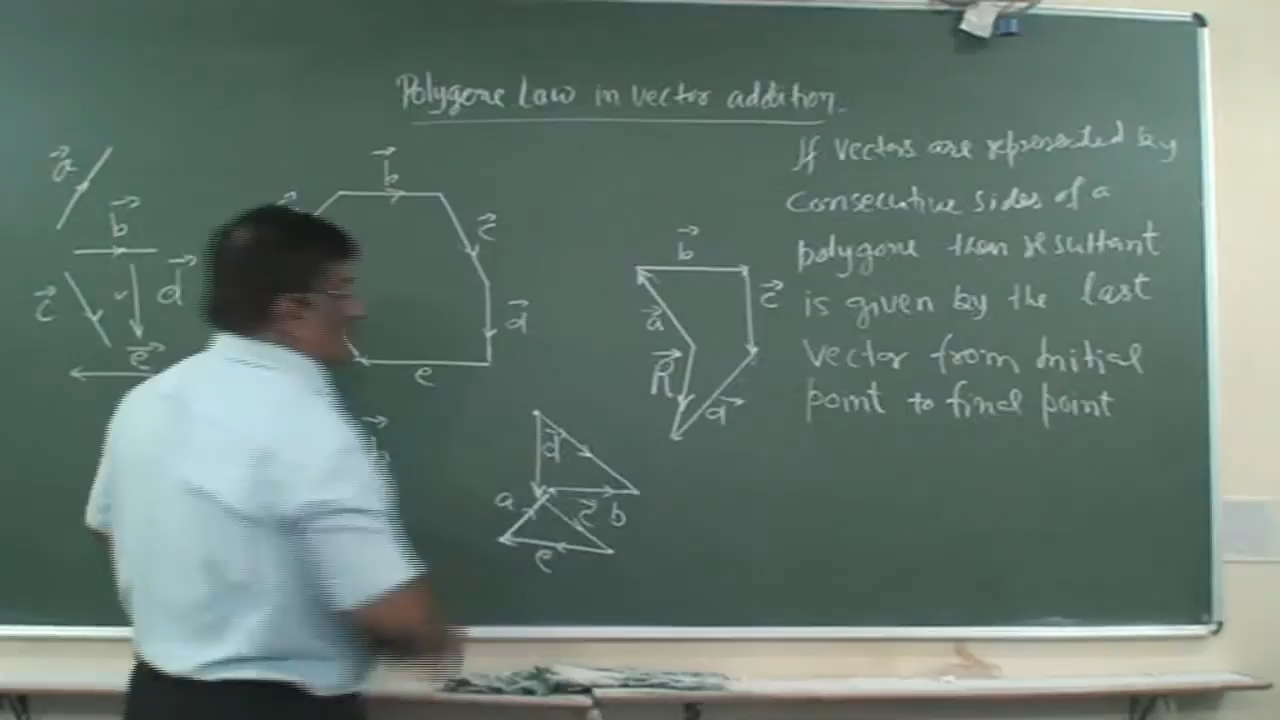 Polygone Law in vector addition.
If vectors are represented by
consecutive sides of a
polygone then resultant
is given by the last
vector from initial
point to final point
a
b
c
d
e
b
c
d
e
b
c
a
R
d
d
a
c b
e